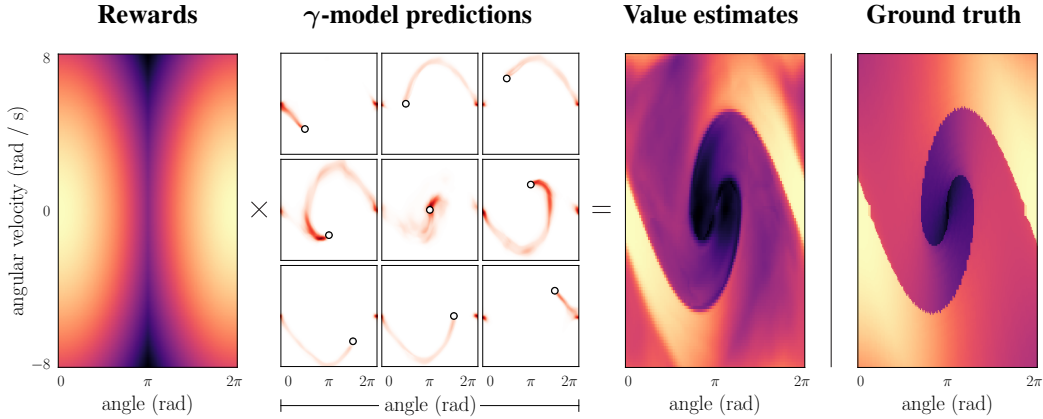 Rewards
γ-model predictions
Value estimates
Ground truth
angular velocity (rad / s)
8
0
−8
×
=
0 π 2π
0 π 2π
0 π 2π
0 π 2π
0 π 2π
π 2π
angle (rad)
angle (rad)
angle (rad)
angle (rad)